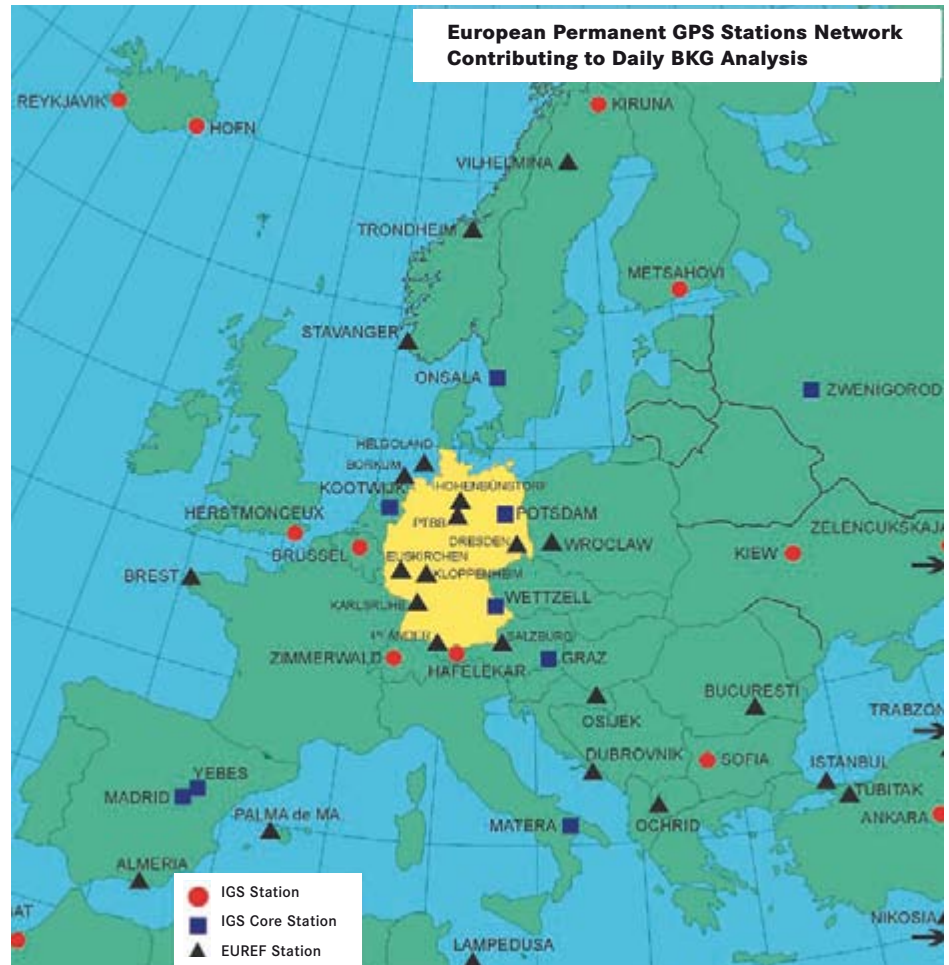 European Permanent GPS Stations Network
Contributing to Daily BKG Analysis
REYKJAVIK
HOFN
KIRUNA
VILHELMINA
TRONDHEIM
METSAHOVI
STAVANGER
ONSALA
ZWENIGOROD
HELGOLAND
BORKUM
KOOTWIJK
HOHENBÜNSTORF
HERSTMONCEUX
PTBB
POTSDAM
ZELENCUKSKAJA
BRÜSSEL
DRESDEN
WROCLAW
KIEW
EUSKIRCHEN
BREST
KLOPPENHEIM
KARLSRUHE
WETTZELL
PFÄNDER
SALZBURG
ZIMMERWALD
HAFELEKAR
GRAZ
OSIJEK
BUCURESTI
TRABZON
DUBROVNIK
SOFIA
ISTANBUL
YEBES
MADRID
TUBITAK
PALMA de MA.
MATERA
OCHRID
ANKARA
ALMERIA
IGS Station
IGS Core Station
EUREF Station
AT
NIKOSIA
LAMPEDUSA